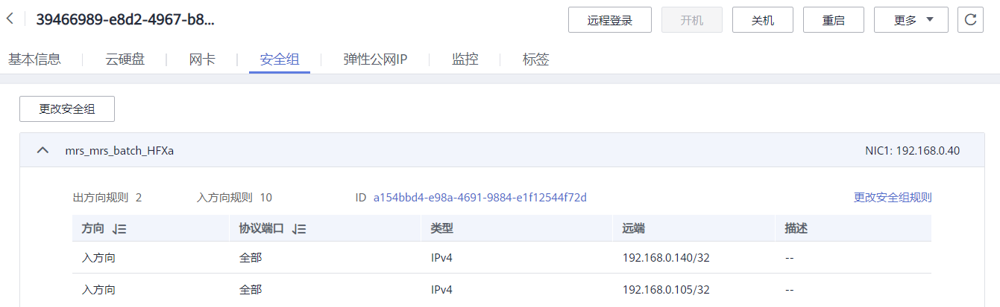 39466989-e8d2-4967-b8... 远程登录 开机 关机 重启 更多
基本信息 云硬盘 网卡 安全组 弹性公网IP 监控 标签
更改安全组
mrs_mrs_batch_HFXa NIC1: 192.168.0.40
出方向规则 2 入方向规则 10 ID a154bbd4-e98a-4691-9884-e1f12544f72d 更改安全组规则
方向 协议端口 类型 远端 描述
入方向 全部 IPv4 192.168.0.140/32 --
入方向 全部 IPv4 192.168.0.105/32 --